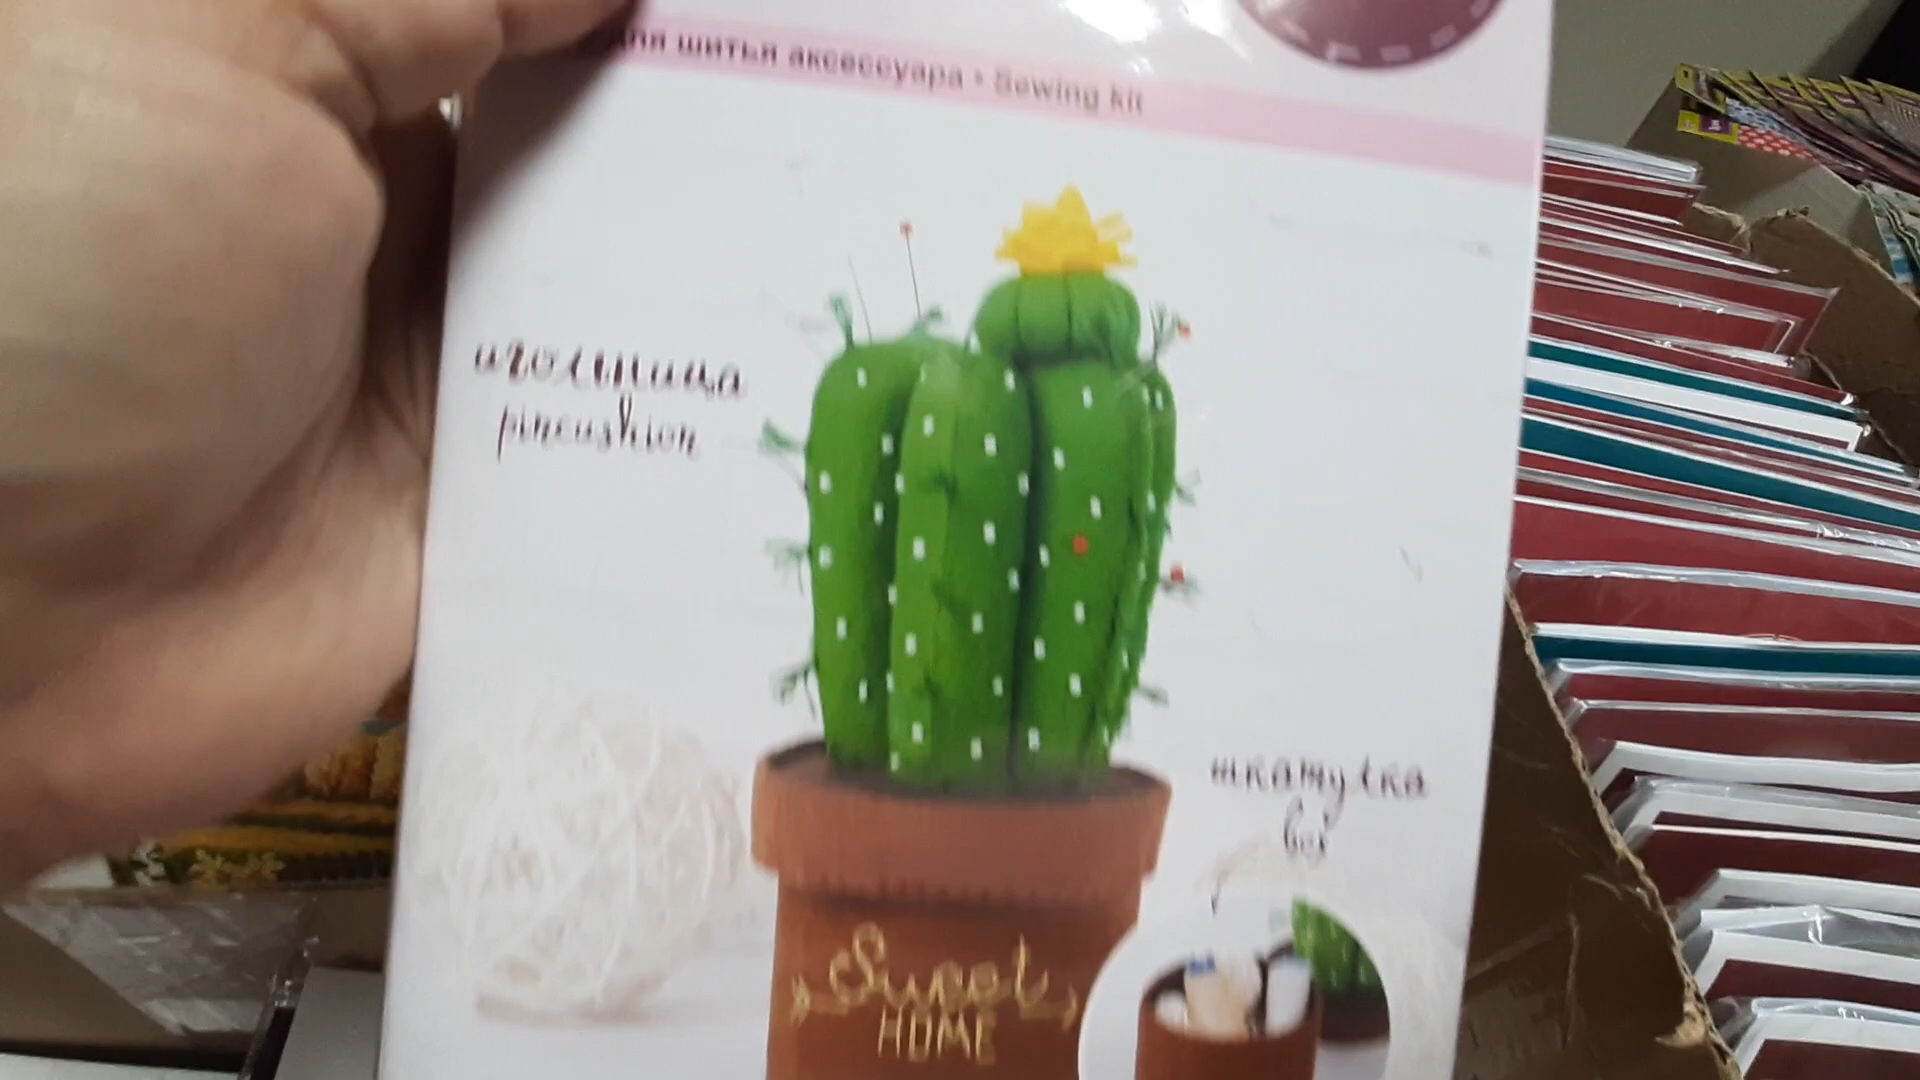 для шитья аксессуара • Sewing kit
игольница
pincushion
шкатулка
box
Sweet
HOME